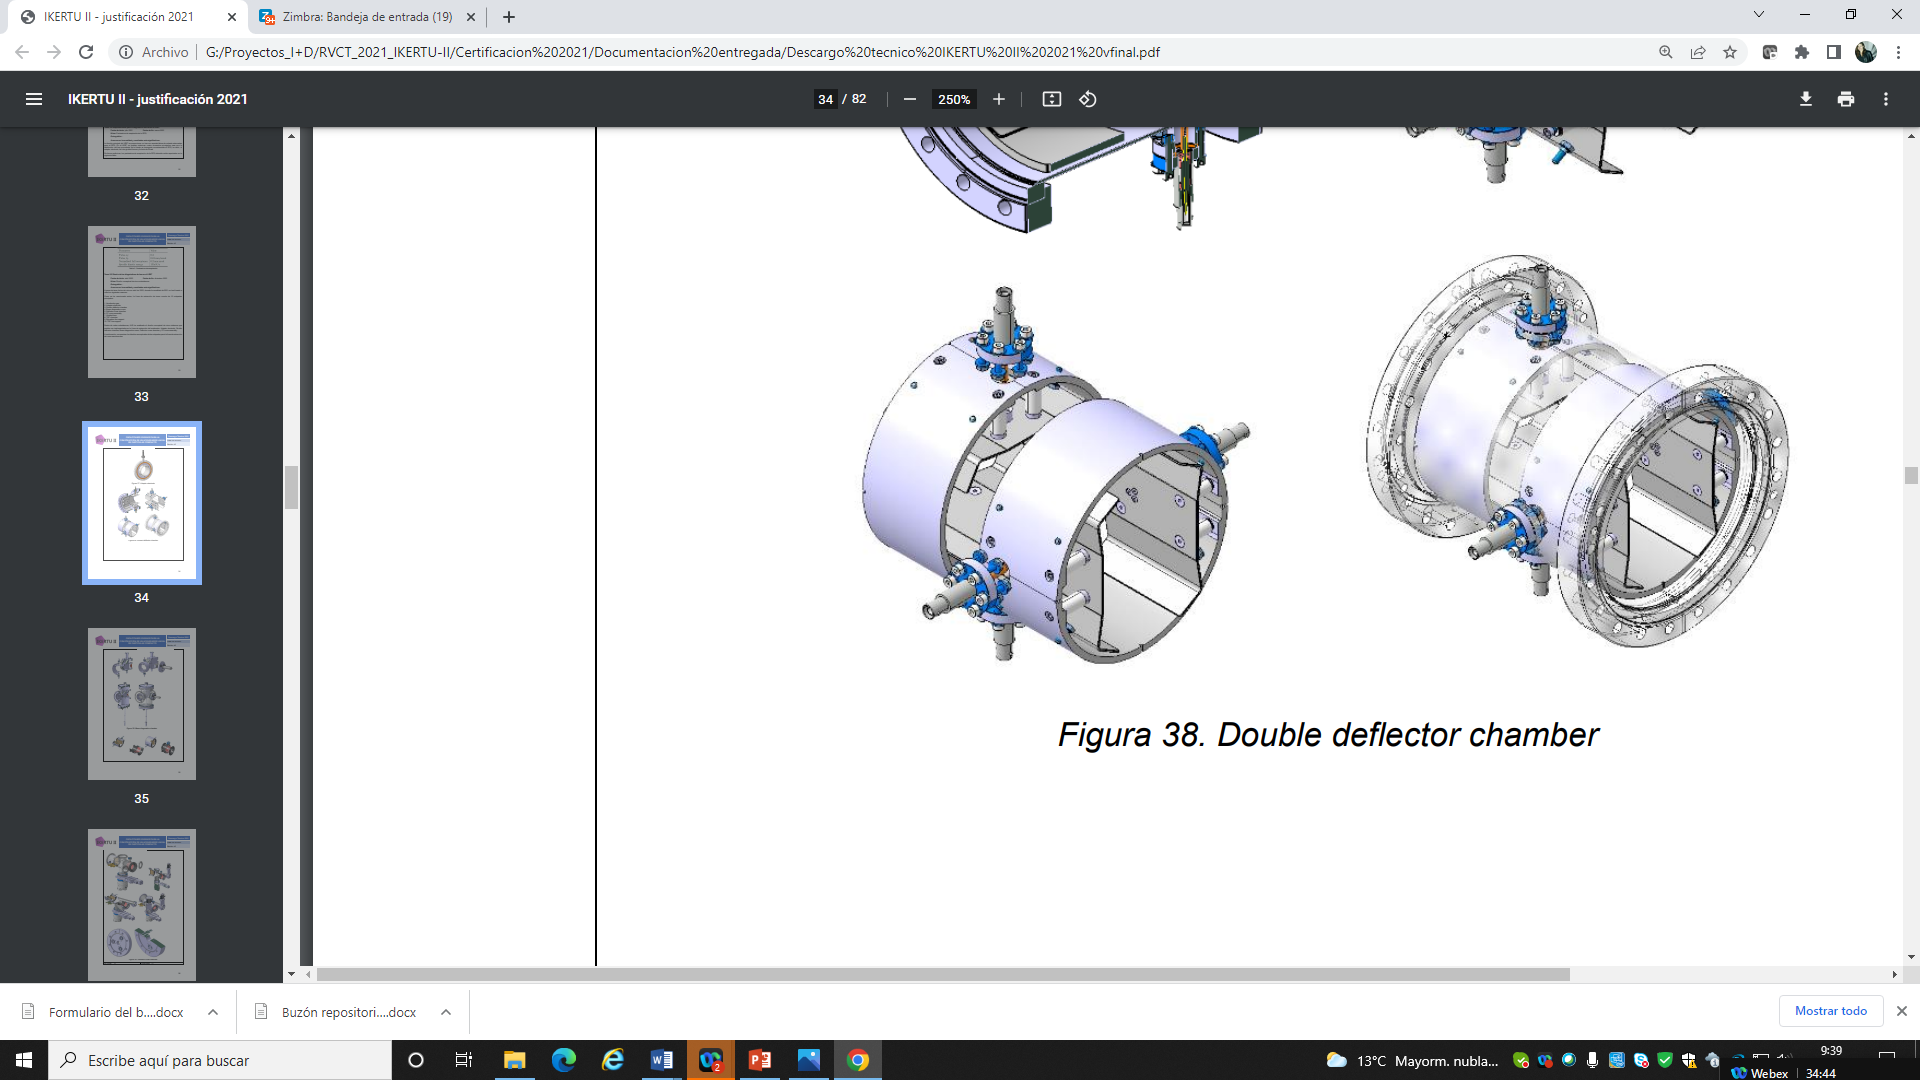 IKERTU II - justificación 2021
Zimbra: Bandeja de entrada (19)
Archivo
G:/Proyectos_I+D/RVCT_2021_IKERTU-II/Certificacion%202021/Documentacion%20entregada/Descargo%20tecnico%20IKERTU%20II%202021%20vfinal.pdf
IKERTU II - justificación 2021
34 / 82
250%
32
33
34
35
Figura 38. Double deflector chamber
Formulario del b....docx
Buzón repositori....docx
Mostrar todo
Escribe aquí para buscar
2
13°C Mayorm. nubla...
9:39
Webex
34:44